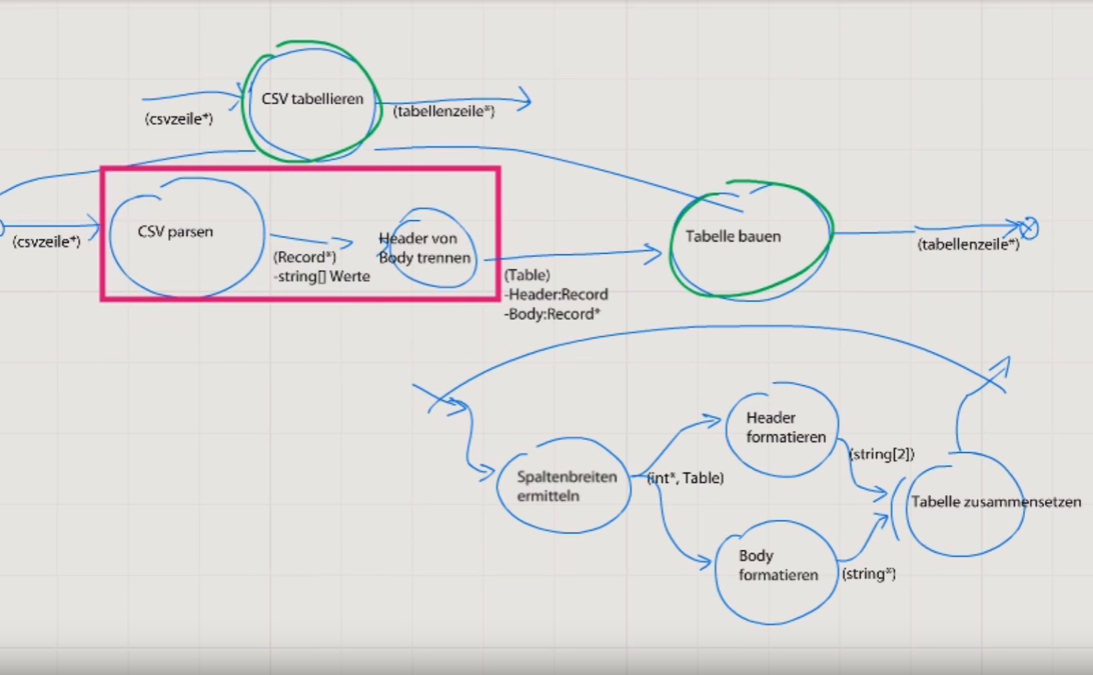 CSV tabellieren
(csvzeile*)
(tabellenzeile*)
(csvzeile*)
CSV parsen
(Record*)
-string[] Werte
Header von
Body trennen
(Table)
-Header:Record
-Body:Record*
Tabelle bauen
(tabellenzeile*)
Spaltenbreiten
ermitteln
(int*, Table)
Header
formatieren
(string[2])
Body
formatieren
(string*)
Tabelle zusammensetzen